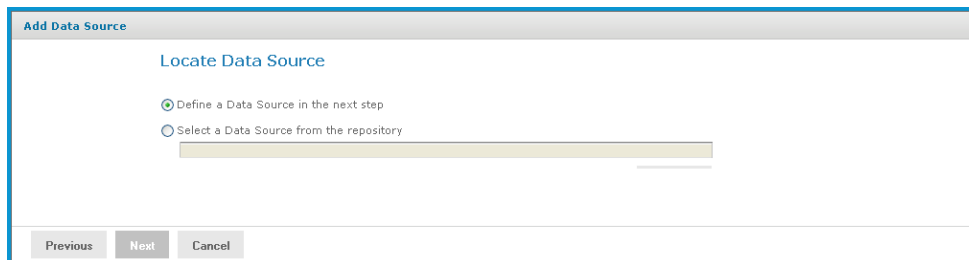 Add Data Source
Locate Data Source
Define a Data Source in the next step
Select a Data Source from the repository
Previous Next Cancel